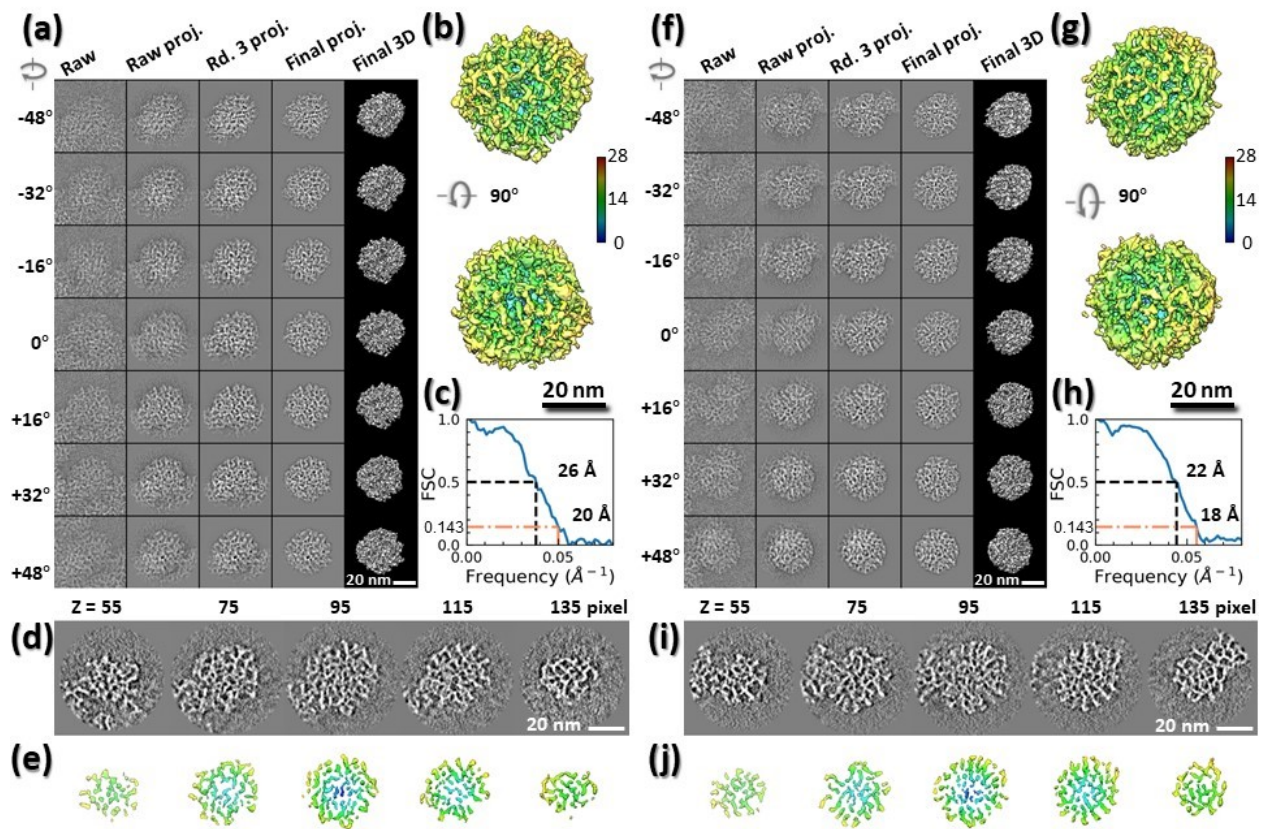 (a)
Raw
Raw proj.
Rd. 3 proj.
Final proj.
Final 3D
-48°
-32°
-16°
0°
+16°
+32°
+48°
20 nm
(b)
28
14
0
90°
20 nm
(c)
1.0
0.5
0.143
0.0
FSC
26 Å
20 Å
0.00
0.05
Frequency (Å⁻¹)
(f)
Raw
Raw proj.
Rd. 3 proj.
Final proj.
Final 3D
-48°
-32°
-16°
0°
+16°
+32°
+48°
20 nm
(g)
28
14
0
90°
20 nm
(h)
1.0
0.5
0.143
0.0
FSC
22 Å
18 Å
0.00
0.05
Frequency (Å⁻¹)
Z = 55 75 95 115 135 pixel
(d)
20 nm
(e)
Z = 55 75 95 115 135 pixel
(i)
20 nm
(j)